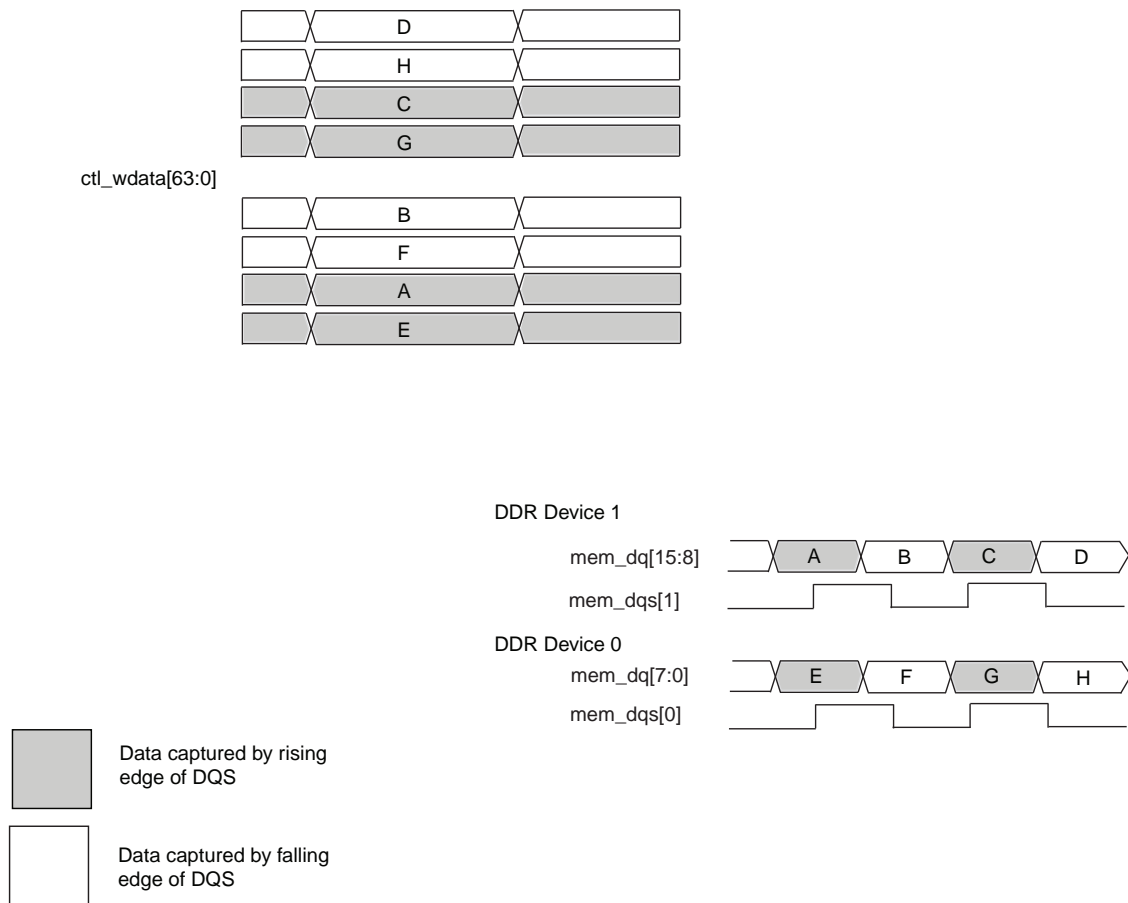 D
H
C
G
ctl_wdata[63:0]
B
F
A
E
DDR Device 1
mem_dq[15:8] A B C D
mem_dqs[1]
DDR Device 0
mem_dq[7:0] E F G H
mem_dqs[0]
Data captured by rising
edge of DQS
Data captured by falling
edge of DQS